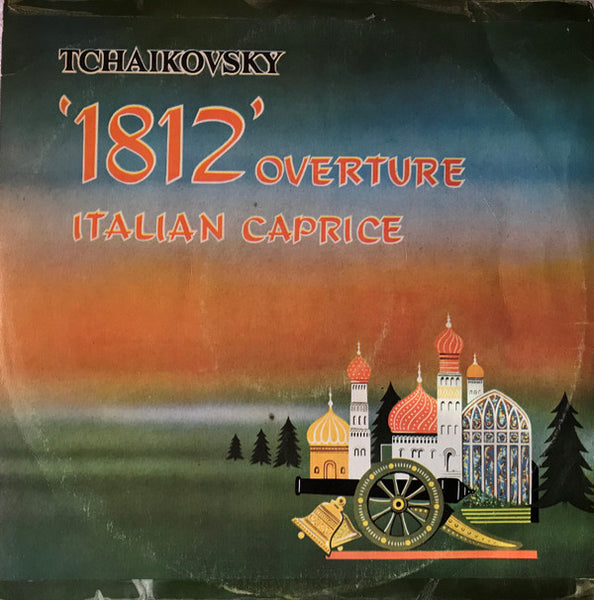 TCHAIKOVSKY
'1812' OVERTURE
ITALIAN CAPRICE